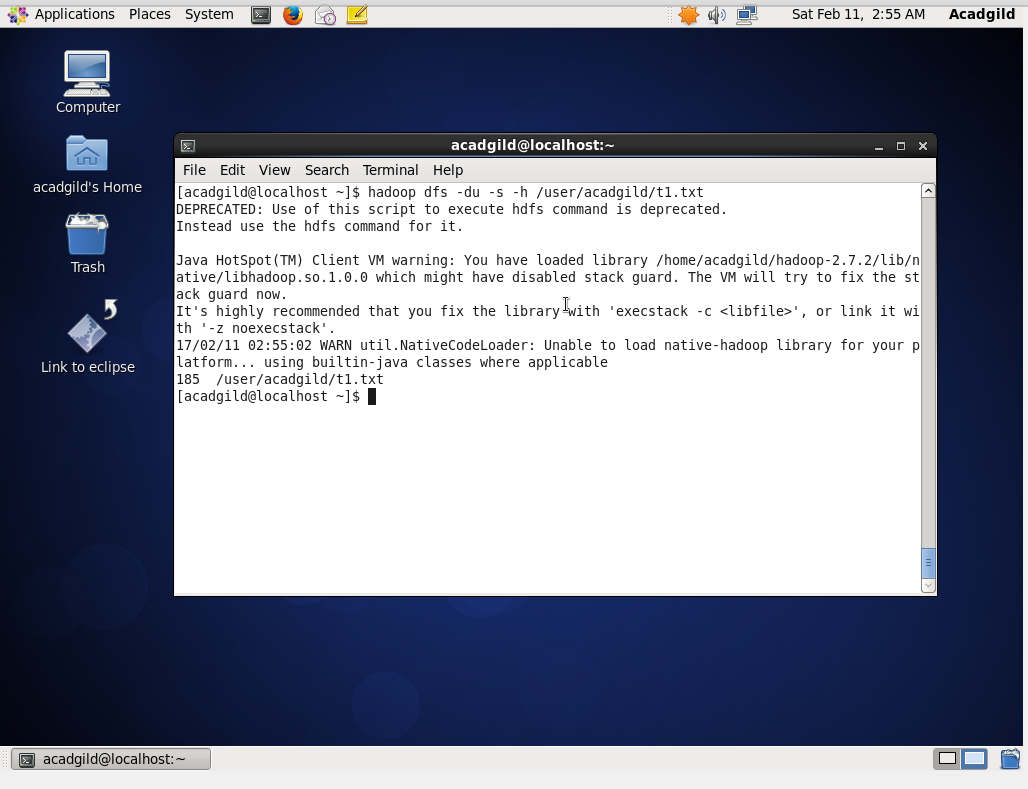 Applications Places System Sat Feb 11, 2:55 AM Acadgild
Computer
acadgild's Home
Trash
Link to eclipse
acadgild@localhost:~
File Edit View Search Terminal Help
[acadgild@localhost ~]$ hadoop dfs -du -s -h /user/acadgild/t1.txt
DEPRECATED: Use of this script to execute hdfs command is deprecated.
Instead use the hdfs command for it.

Java HotSpot(TM) Client VM warning: You have loaded library /home/acadgild/hadoop-2.7.2/lib/n
ative/libhadoop.so.1.0.0 which might have disabled stack guard. The VM will try to fix the st
ack guard now.
It's highly recommended that you fix the library with 'execstack -c <libfile>', or link it wi
th '-z noexecstack'.
17/02/11 02:55:02 WARN util.NativeCodeLoader: Unable to load native-hadoop library for your p
latform... using builtin-java classes where applicable
185  /user/acadgild/t1.txt
[acadgild@localhost ~]$
acadgild@localhost:~